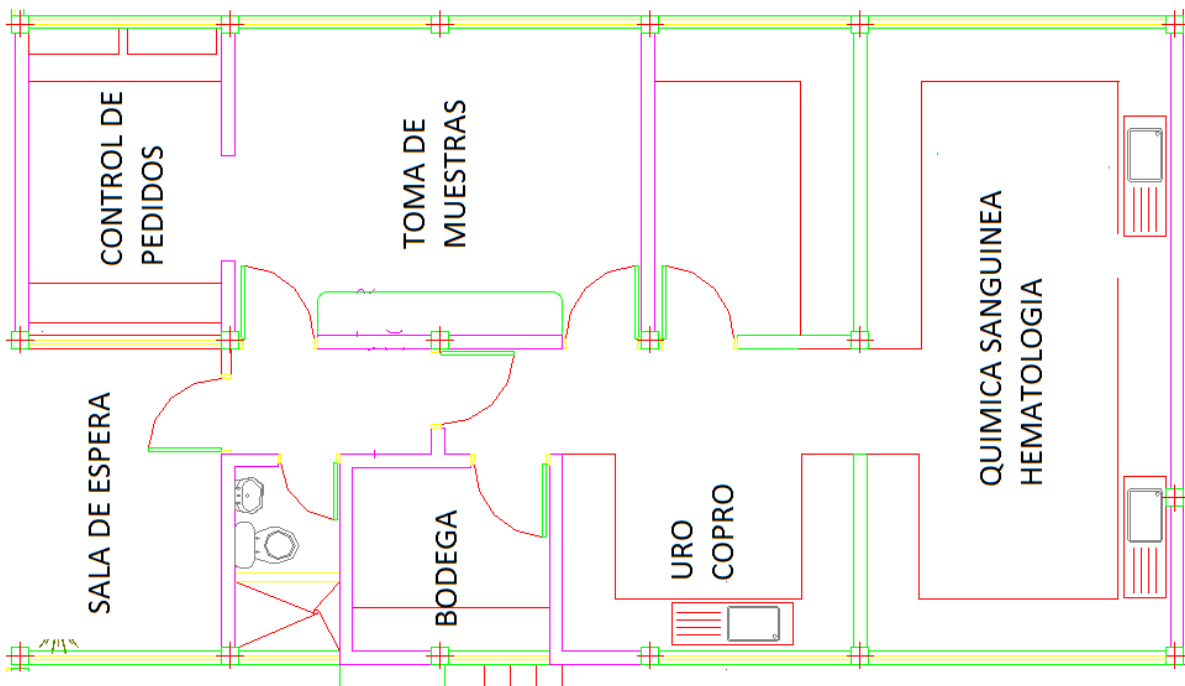 CONTROL DE
PEDIDOS
TOMA DE
MUESTRAS
QUIMICA SANGUINEA
HEMATOLOGIA
SALA DE ESPERA
BODEGA
URO
COPRO